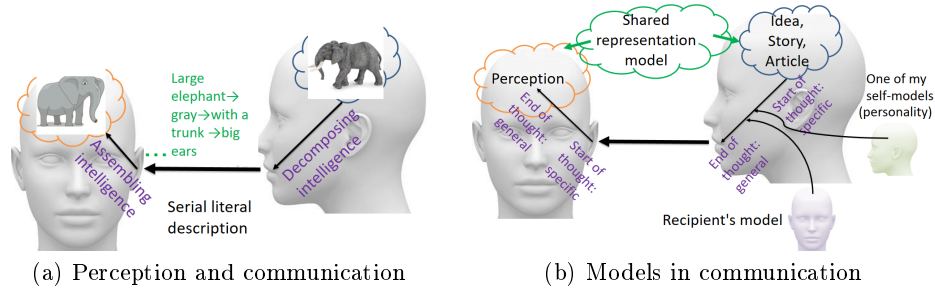 Large
elephant→
gray→with a
trunk →big
ears
...
Assembling
intelligence
Decomposing
intelligence
Serial literal
description
(a) Perception and communication
Shared
representation
model
Idea,
Story,
Article
Perception
End of
thought:
general
Start of
thought:
specific
Start of
thought:
specific
End of
thought:
general
One of my
self-models
(personality)
Recipient's model
(b) Models in communication